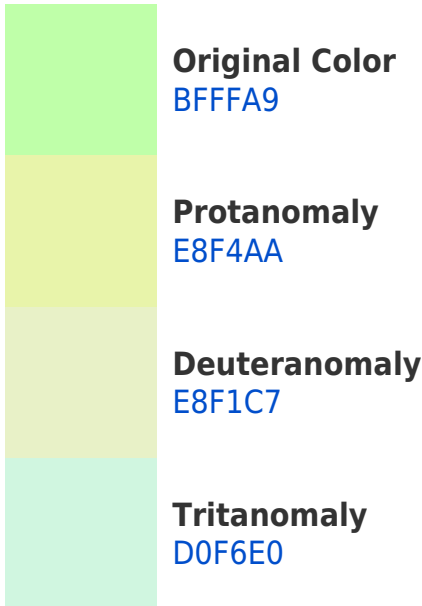 Original Color
BFFFA9
Protanomaly
E8F4AA
Deuteranomaly
E8F1C7
Tritanomaly
D0F6E0